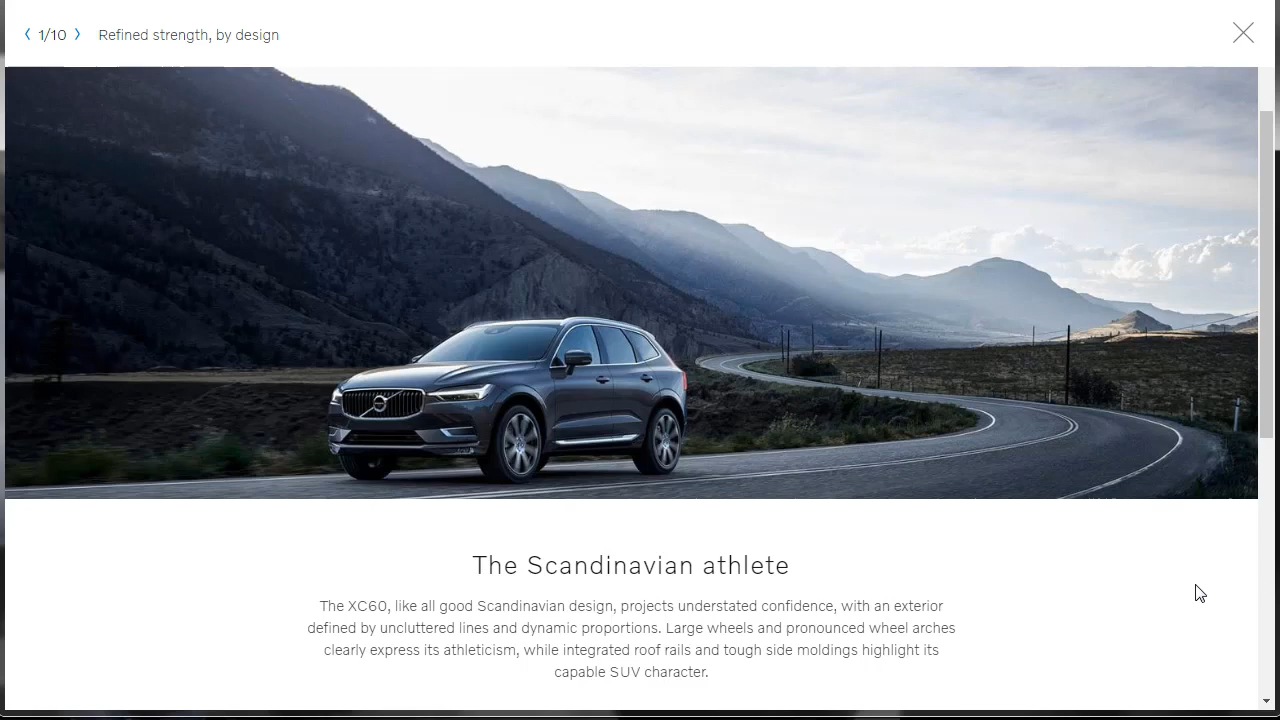 1/10 Refined strength, by design
The Scandinavian athlete
The XC60, like all good Scandinavian design, projects understated confidence, with an exterior
defined by uncluttered lines and dynamic proportions. Large wheels and pronounced wheel arches
clearly express its athleticism, while integrated roof rails and tough side moldings highlight its
capable SUV character.